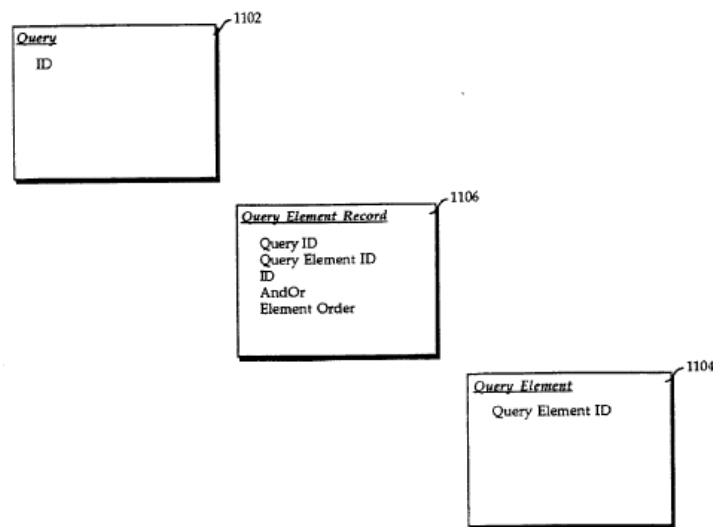 1102
Query
ID
1106
Query Element Record
Query ID
Query Element ID
ID
AndOr
Element Order
1104
Query Element
Query Element ID